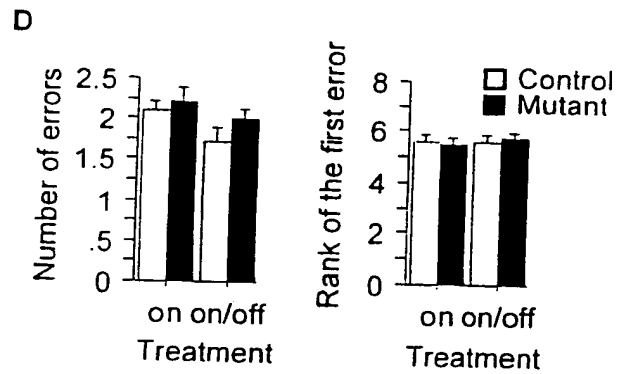 D
Number of errors
2.5
2
1.5
1
.5
0
on on/off
Treatment
Rank of the first error
8
6
4
2
0
on on/off
Treatment
Control
Mutant